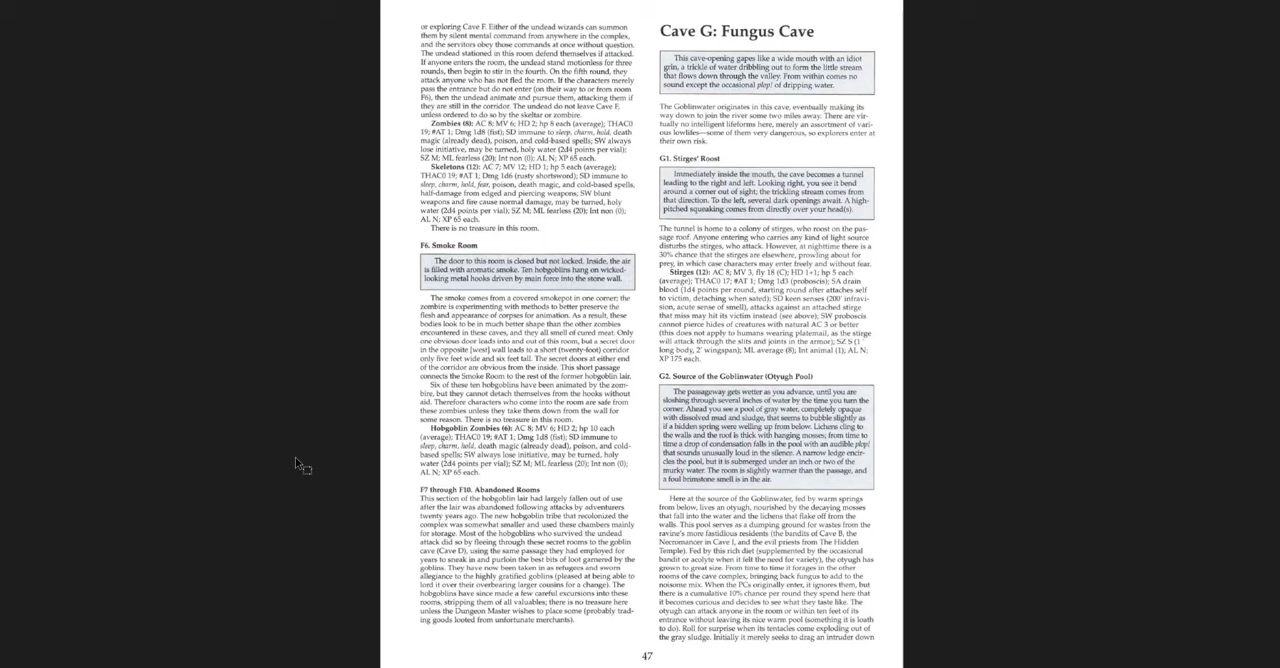 or exploring Cave F. Either of the undead wizards can summon
them by silent mental command from anywhere in the complex,
and the servitors obey those commands at once without question.
The undead stationed in this room defend themselves if attacked.
If anyone enters the room, the undead stand motionless for three
rounds, then begin to stir in the fourth. On the fifth round, they
attack anyone who has not fled the room. If the characters merely
pass the entrance but do not enter (on their way to or from room
F6), then the undead animate and pursue them, attacking them if
they are still in the corridor. The undead do not leave Cave F,
unless ordered to do so by the skeltar or zombire.
Zombies (8): AC 8; MV 6; HD 2; hp 8 each (average); THAC0
19; #AT 1; Dmg 1d8 (fist); SD immune to sleep, charm, hold, death
magic (already dead), poison, and cold-based spells; SW always
lose initiative, may be turned, holy water (2d4 points per vial);
SZ M; ML fearless (20); Int non (0); AL N; XP 65 each.
Skeletons (12): AC 7; MV 12; HD 1; hp 5 each (average);
THAC0 19; #AT 1; Dmg 1d6 (rusty shortsword); SD immune to
sleep, charm, hold, fear, poison, death magic, and cold-based spells,
half-damage from edged and piercing weapons; SW blunt
weapons and fire cause normal damage, may be turned, holy
water (2d4 points per vial); SZ M; ML fearless (20); Int non (0);
AL N; XP 65 each.
There is no treasure in this room.
F6. Smoke Room
The door to this room is closed but not locked. Inside, the air
is filled with aromatic smoke. Ten hobgoblins hang on wicked-
looking metal hooks driven by main force into the stone wall.
The smoke comes from a covered smokepot in one corner; the
zombire is experimenting with methods to better preserve the
flesh and appearance of corpses for animation. As a result, these
bodies look to be in much better shape than the other zombies
encountered in these caves, and they all smell of cured meat. Only
one obvious door leads into and out of this room, but a secret door
in the opposite [west] wall leads to a short (twenty-foot) corridor
only five feet wide and six feet tall. The secret doors at either end
of the corridor are obvious from the inside. This short passage
connects the Smoke Room to the rest of the former hobgoblin lair.
Six of these ten hobgoblins have been animated by the zom-
bire, but they cannot detach themselves from the hooks without
aid. Therefore characters who come into the room are safe from
these zombies unless they take them down from the wall for
some reason. There is no treasure in this room.
Hobgoblin Zombies (6): AC 8; MV 6; HD 2; hp 10 each
(average); THAC0 19; #AT 1; Dmg 1d8 (fist); SD immune to
sleep, charm, hold, death magic (already dead), poison, and cold-
based spells; SW always lose initiative, may be turned, holy
water (2d4 points per vial); SZ M; ML fearless (20); Int non (0);
AL N; XP 65 each.
F7 through F10. Abandoned Rooms
This section of the hobgoblin lair had largely fallen out of use
after the lair was abandoned following attacks by adventurers
twenty years ago. The new hobgoblin tribe that recolonized the
complex was somewhat smaller and used these chambers mainly
for storage. Most of the hobgoblins who survived the undead
attack did so by fleeing through these secret rooms to the goblin
cave (Cave D), using the same passage they had employed for
years to sneak in and purloin the best bits of loot garnered by the
goblins. They have now been taken in as refugees and sworn
allegiance to the highly gratified goblins (pleased at being able to
lord it over their overbearing larger cousins for a change). The
hobgoblins have since made a few careful excursions into these
rooms, stripping them of all valuables; there is no treasure here
unless the Dungeon Master wishes to place some (probably trad-
ing goods looted from unfortunate merchants).
Cave G: Fungus Cave
This cave-opening gapes like a wide mouth with an idiot
grin, a trickle of water dribbling out to form the little stream
that flows down through the valley. From within comes no
sound except the occasional plop! of dripping water.
The Goblinwater originates in this cave, eventually making its
way down to join the river some two miles away. There are vir-
tually no intelligent lifeforms here, merely an assortment of vari-
ous lowlifes—some of them very dangerous, so explorers enter at
their own risk.
G1. Stirges' Roost
Immediately inside the mouth, the cave becomes a tunnel
leading to the right and left. Looking right, you see it bend
around a corner out of sight; the trickling stream comes from
that direction. To the left, several dark openings await. A high-
pitched squeaking comes from directly over your head(s).
The tunnel is home to a colony of stirges, who roost on the pas-
sage roof. Anyone entering who carries any kind of light source
disturbs the stirges, who attack. However, at nighttime there is a
30% chance that the stirges are elsewhere, prowling about for
prey, in which case characters may enter freely and without fear.
Stirges (12): AC 8; MV 3, fly 18 (C); HD 1+1; hp 5 each
(average); THAC0 17; #AT 1; Dmg 1d3 (proboscis); SA drain
blood (1d4 points per round, starting round after attaches self
to victim, detaching when sated); SD keen senses (200' infravi-
sion, acute sense of smell), attacks against an attached stirge
that miss may hit its victim instead (see above); SW proboscis
cannot pierce hides of creatures with natural AC 3 or better
(this does not apply to humans wearing platemail, as the stirge
will attack through the slits and joints in the armor); SZ S (1'
long body, 2' wingspan); ML average (8); Int animal (1); AL N;
XP 175 each.
G2. Source of the Goblinwater (Otyugh Pool)
The passageway gets wetter as you advance, until you are
sloshing through several inches of water by the time you turn the
corner. Ahead you see a pool of gray water, completely opaque
with dissolved mud and sludge, that seems to bubble slightly as
if a hidden spring were welling up from below. Lichens cling to
the walls and the roof is thick with hanging mosses; from time to
time a drop of condensation falls in the pool with an audible plop!
that sounds unusually loud in the silence. A narrow ledge encir-
cles the pool, but it is submerged under an inch or two of the
murky water. The room is slightly warmer than the passage, and
a foul brimstone smell is in the air.
Here at the source of the Goblinwater, fed by warm springs
from below, lives an otyugh, nourished by the decaying mosses
that fall into the water and the lichens that flake off from the
walls. This pool serves as a dumping ground for wastes from the
ravine's more fastidious residents (the bandits of Cave B, the
Necromancer in Cave I, and the evil priests from The Hidden
Temple). Fed by this rich diet (supplemented by the occasional
bandit or acolyte when it felt the need for variety), the otyugh has
grown to great size. From time to time it forages in the other
rooms of the cave complex, bringing back fungus to add to the
noisome mix. When the PCs originally enter, it ignores them, but
there is a cumulative 10% chance per round they spend here that
it becomes curious and decides to see what they taste like. The
otyugh can attack anyone in the room or within ten feet of its
entrance without leaving its nice warm pool (something it is loath
to do). Roll for surprise when its tentacles come exploding out of
the gray sludge. Initially it merely seeks to drag an intruder down
47